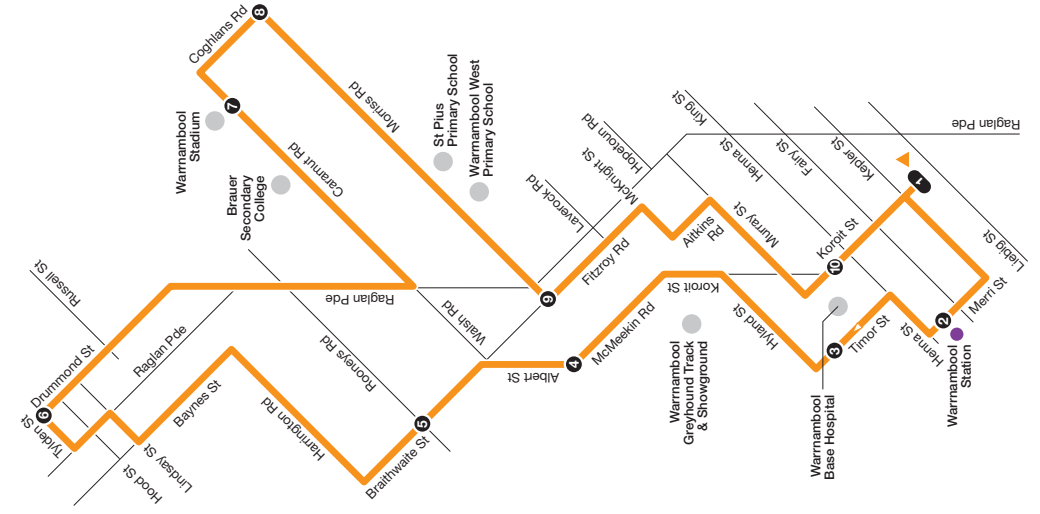 Coghlans Rd
8
7
Morriss Rd
Warrnambool
Stadium
Caramut Rd
Brauer
Secondary
College
St Pius
Primary School
Warrnambool West
Primary School
Russell St
Drummond St
Raglan Pde
Tylden St
6
Hood St
Lindsay St
Baynes St
Harrington Rd
Rooneys Rd
Braithwaite St
5
Raglan Pde
Walsh Rd
Albert St
4
McMeekin Rd
9
Fitzroy Rd
Laverock Rd
McKnight St
Hopetoun Rd
King St
Henna St
Fairy St
Kepler St
Raglan Pde
Aitkins
Rd
Murray St
Koroit St
10
1
Koroit St
Hyland St
Warrnambool
Greyhound Track
& Showground
3
Timor St
Warrnambool
Base Hospital
Henna St
2
Merri St
Liebig St
Warrnambool
Station